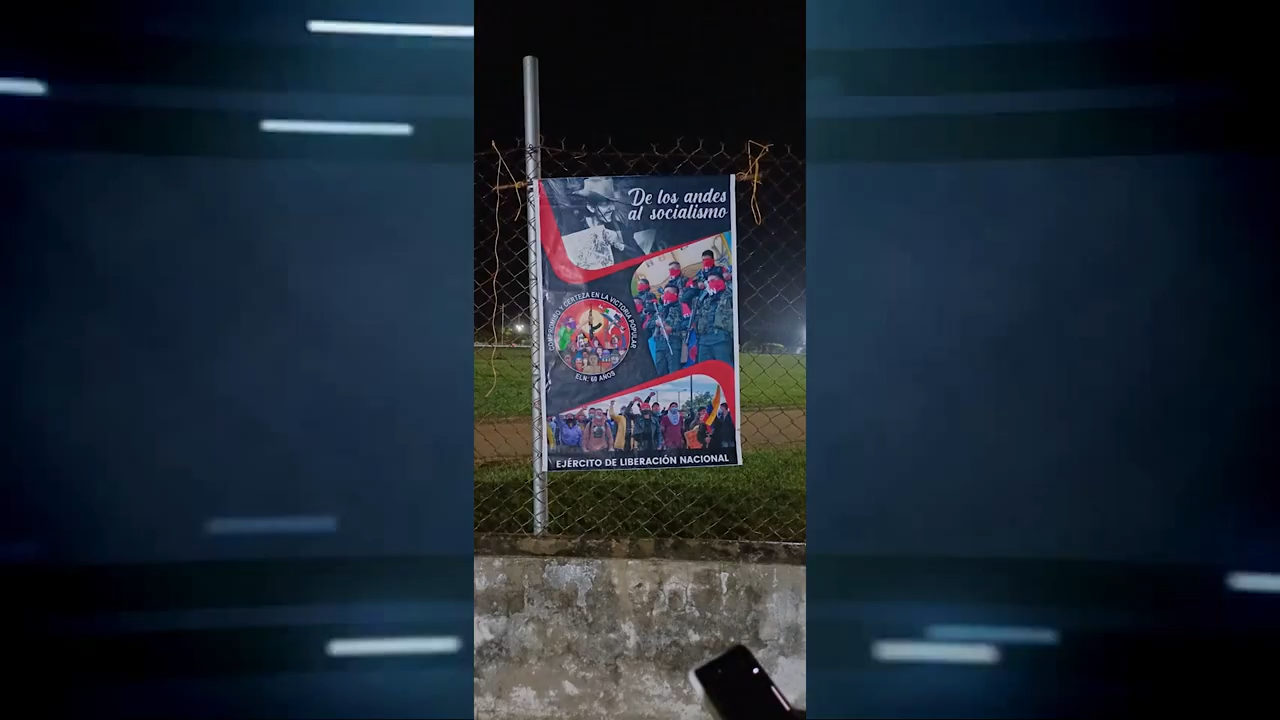 De los andes
al socialismo
COMPROMISO Y CERTEZA EN LA VICTORIA POPULAR
ELN: 60 AÑOS
EJÉRCITO DE LIBERACIÓN NACIONAL